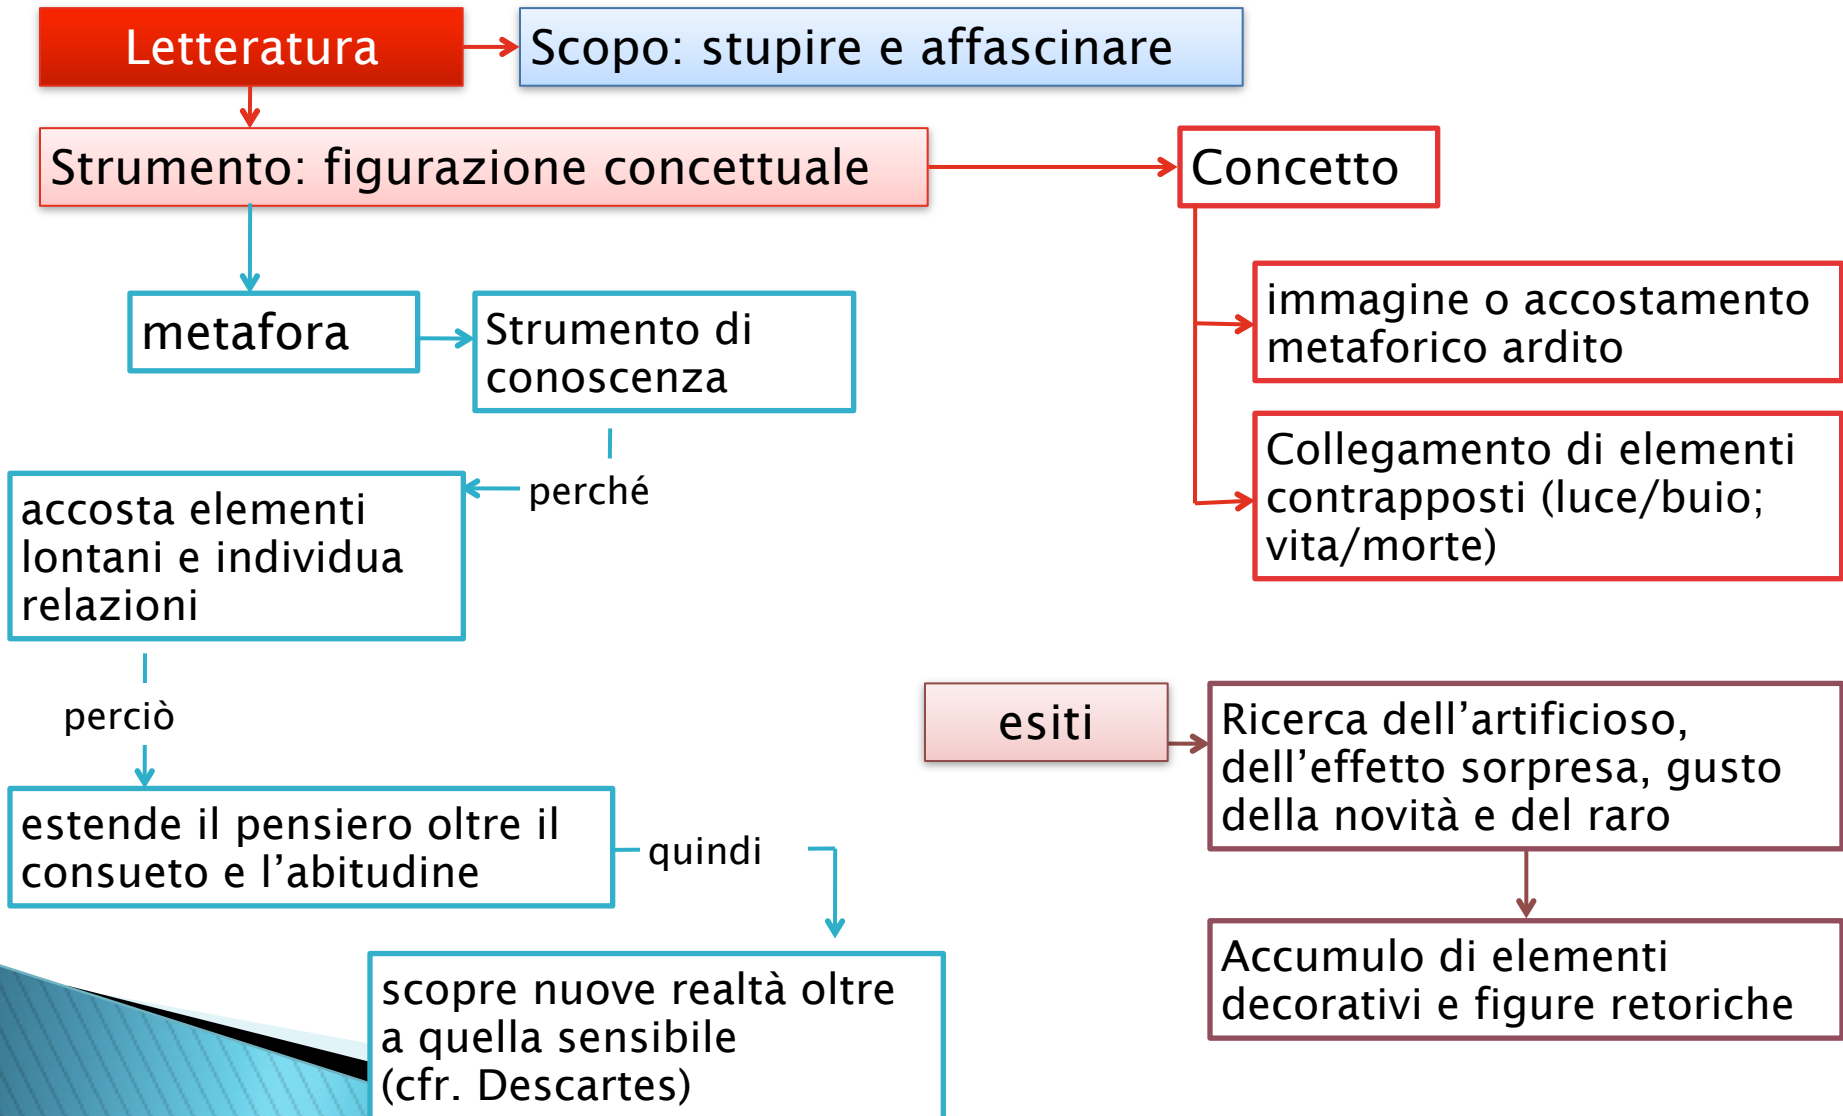 Letteratura
Scopo: stupire e affascinare
Strumento: figurazione concettuale
Concetto
metafora
Strumento di
conoscenza
immagine o accostamento
metaforico ardito
Collegamento di elementi
contrapposti (luce/buio;
vita/morte)
perché
accosta elementi
lontani e individua
relazioni
perciò
estende il pensiero oltre il
consueto e l’abitudine
quindi
scopre nuove realtà oltre
a quella sensibile
(cfr. Descartes)
esiti
Ricerca dell’artificioso,
dell’effetto sorpresa, gusto
della novità e del raro
Accumulo di elementi
decorativi e figure retoriche